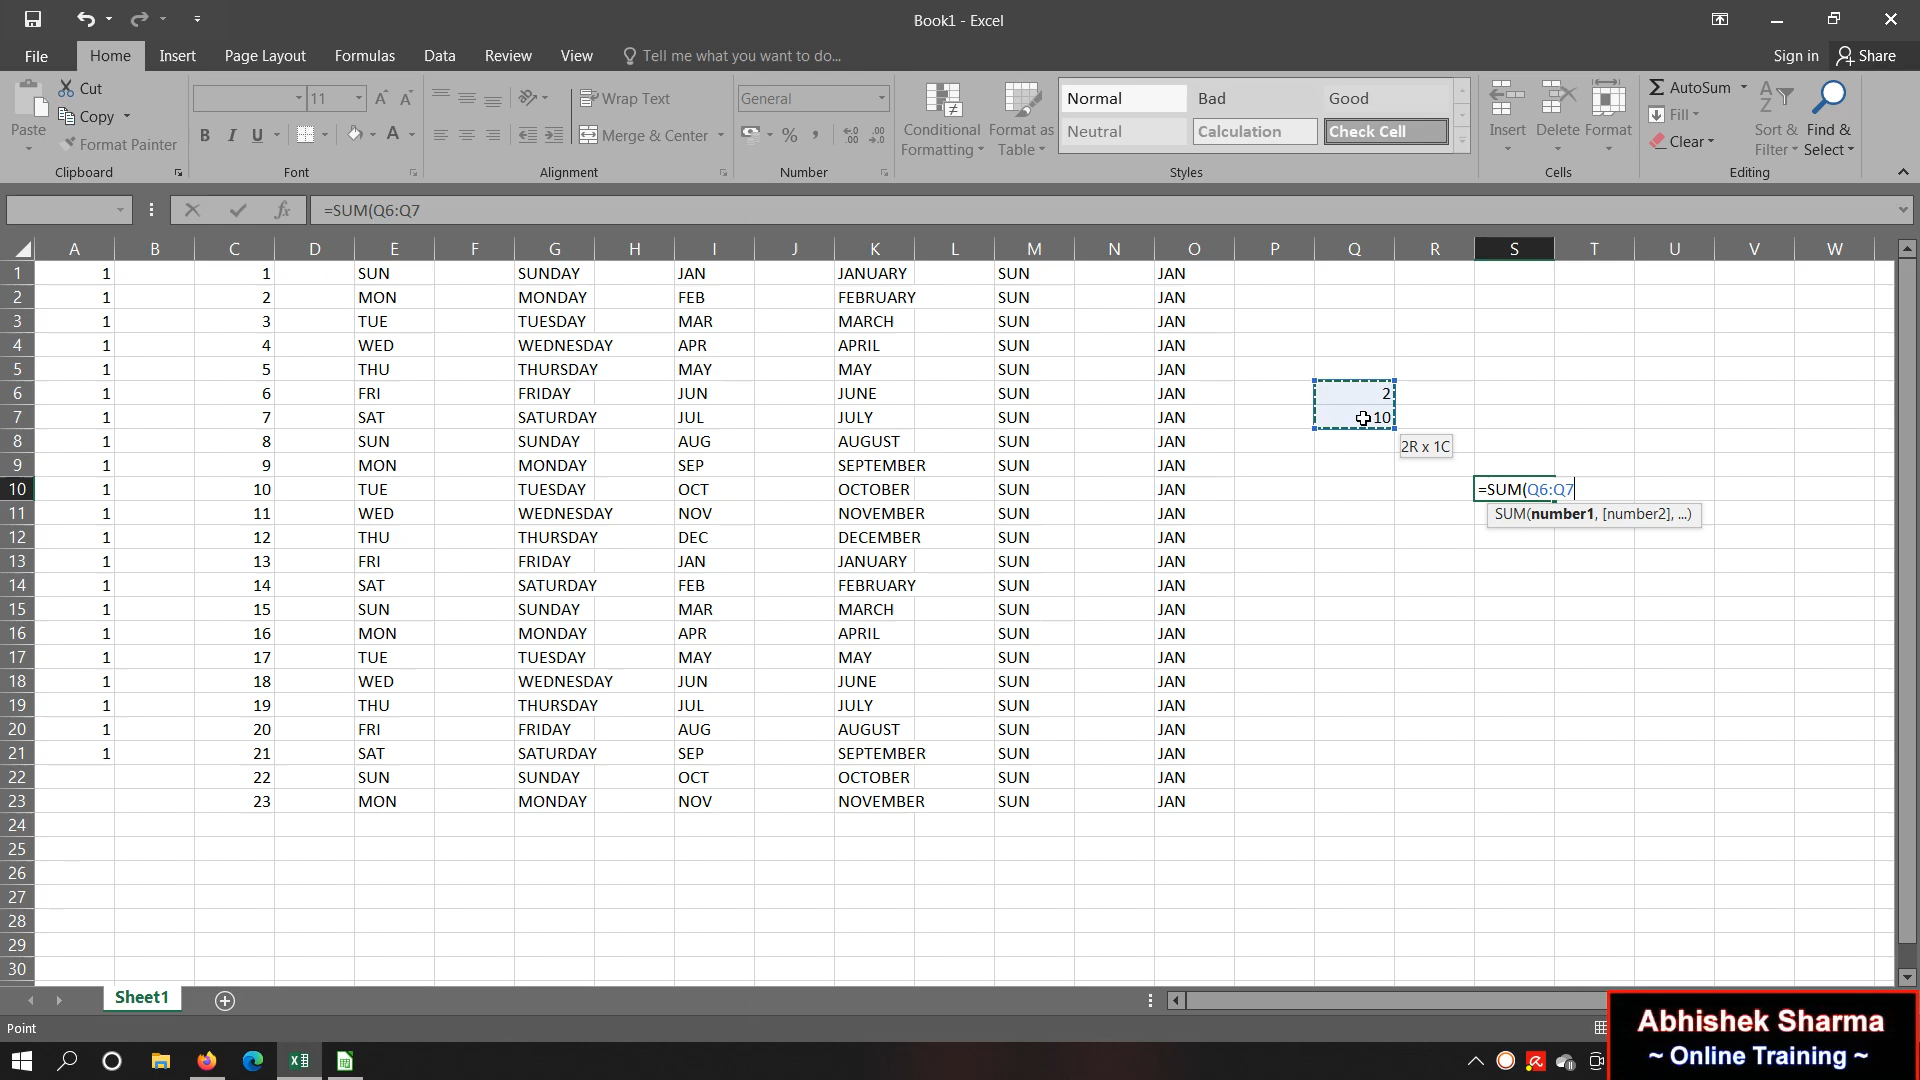 Book1 - Excel
File Home Insert Page Layout Formulas Data Review View Tell me what you want to do... Sign in Share
Paste
Cut
Copy
Format Painter
Clipboard
11
B I U A
Font
Wrap Text
Merge & Center
Alignment
General
%
Number
Conditional Formatting
Format as Table
Normal Bad Good
Neutral Calculation Check Cell
Styles
Insert Delete Format
Cells
AutoSum
Fill
Clear
Sort & Filter
Find & Select
Editing
fx =SUM(Q6:Q7
A B C D E F G H I J K L M N O P Q R S T U V W
1 1 1 SUN SUNDAY JAN JANUARY SUN JAN
2 1 2 MON MONDAY FEB FEBRUARY SUN JAN
3 1 3 TUE TUESDAY MAR MARCH SUN JAN
4 1 4 WED WEDNESDAY APR APRIL SUN JAN
5 1 5 THU THURSDAY MAY MAY SUN JAN
6 1 6 FRI FRIDAY JUN JUNE SUN JAN 2
7 1 7 SAT SATURDAY JUL JULY SUN JAN 10
8 1 8 SUN SUNDAY AUG AUGUST SUN JAN
2R x 1C
9 1 9 MON MONDAY SEP SEPTEMBER SUN JAN
10 1 10 TUE TUESDAY OCT OCTOBER SUN JAN =SUM(Q6:Q7
11 1 11 WED WEDNESDAY NOV NOVEMBER SUN JAN SUM(number1, [number2], ...)
12 1 12 THU THURSDAY DEC DECEMBER SUN JAN
13 1 13 FRI FRIDAY JAN JANUARY SUN JAN
14 1 14 SAT SATURDAY FEB FEBRUARY SUN JAN
15 1 15 SUN SUNDAY MAR MARCH SUN JAN
16 1 16 MON MONDAY APR APRIL SUN JAN
17 1 17 TUE TUESDAY MAY MAY SUN JAN
18 1 18 WED WEDNESDAY JUN JUNE SUN JAN
19 1 19 THU THURSDAY JUL JULY SUN JAN
20 1 20 FRI FRIDAY AUG AUGUST SUN JAN
21 1 21 SAT SATURDAY SEP SEPTEMBER SUN JAN
22 22 SUN SUNDAY OCT OCTOBER SUN JAN
23 23 MON MONDAY NOV NOVEMBER SUN JAN
24
25
26
27
28
29
30
Sheet1
Point
Abhishek Sharma
~ Online Training ~